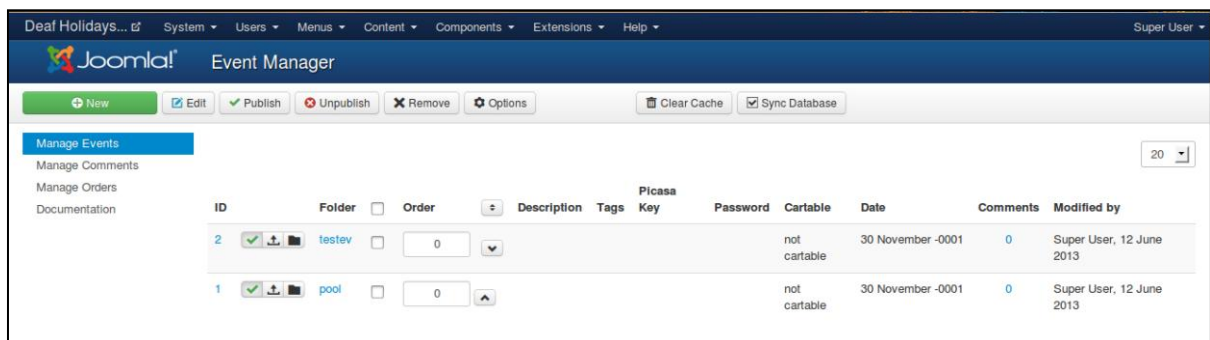 Deaf Holidays... System Users Menus Content Components Extensions Help Super User
Joomla!® Event Manager
New Edit Publish Unpublish Remove Options Clear Cache Sync Database
Manage Events
20
Manage Comments
Manage Orders
Documentation
ID Folder Order Description Tags Picasa Key Password Cartable Date Comments Modified by
2 testev 0 not cartable 30 November -0001 0 Super User, 12 June 2013
1 pool 0 not cartable 30 November -0001 0 Super User, 12 June 2013